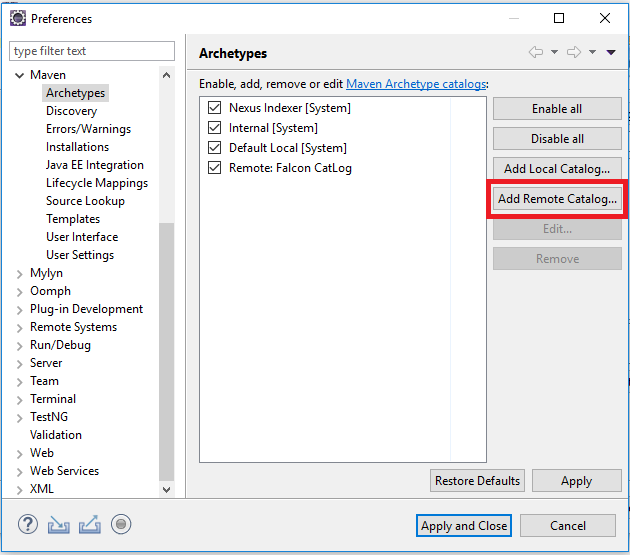 Preferences
type filter text
Maven
Archetypes
Discovery
Errors/Warnings
Installations
Java EE Integration
Lifecycle Mappings
Source Lookup
Templates
User Interface
User Settings
Mylyn
Oomph
Plug-in Development
Remote Systems
Run/Debug
Server
Team
Terminal
TestNG
Validation
Web
Web Services
XML
Archetypes
Enable, add, remove or edit Maven Archetype catalogs:
Nexus Indexer [System]
Internal [System]
Default Local [System]
Remote: Falcon CatLog
Enable all
Disable all
Add Local Catalog...
Add Remote Catalog...
Edit...
Remove
Restore Defaults
Apply
Apply and Close
Cancel